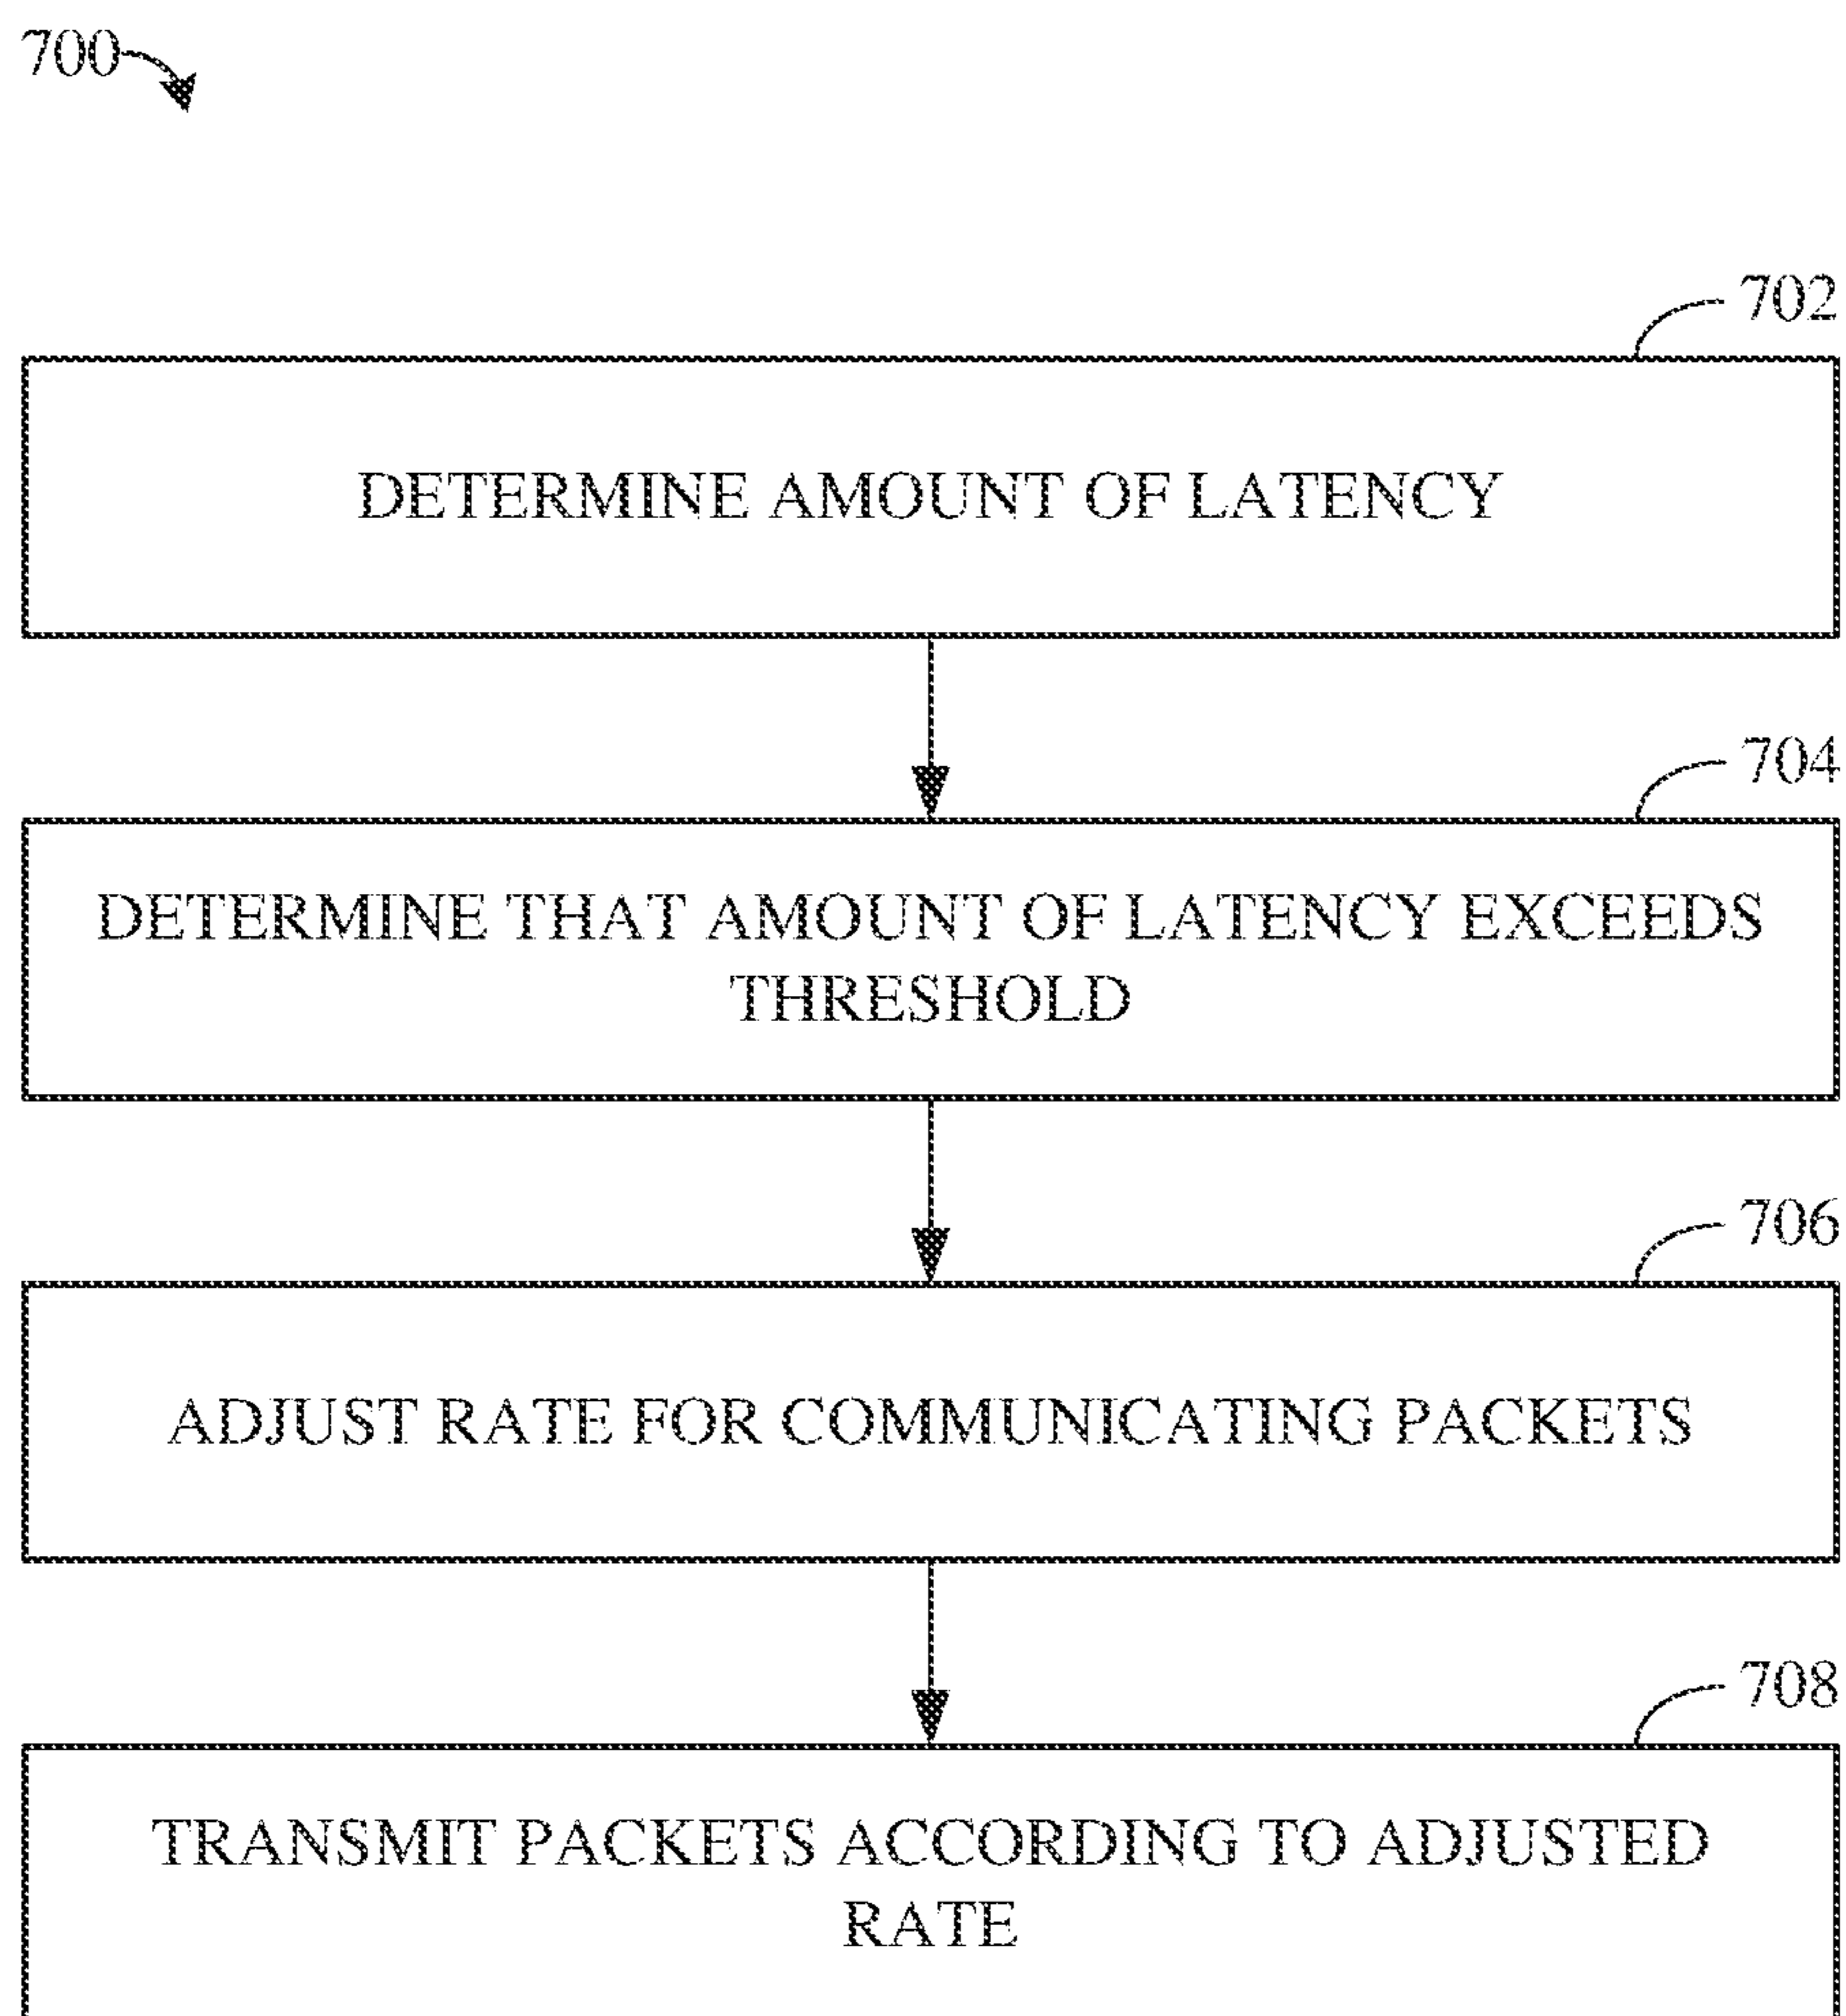 700
702
DETERMINE AMOUNT OF LATENCY
704
DETERMINE THAT AMOUNT OF LATENCY EXCEEDS
THRESHOLD
706
ADJUST RATE FOR COMMUNICATING PACKETS
708
TRANSMIT PACKETS ACCORDING TO ADJUSTED
RATE